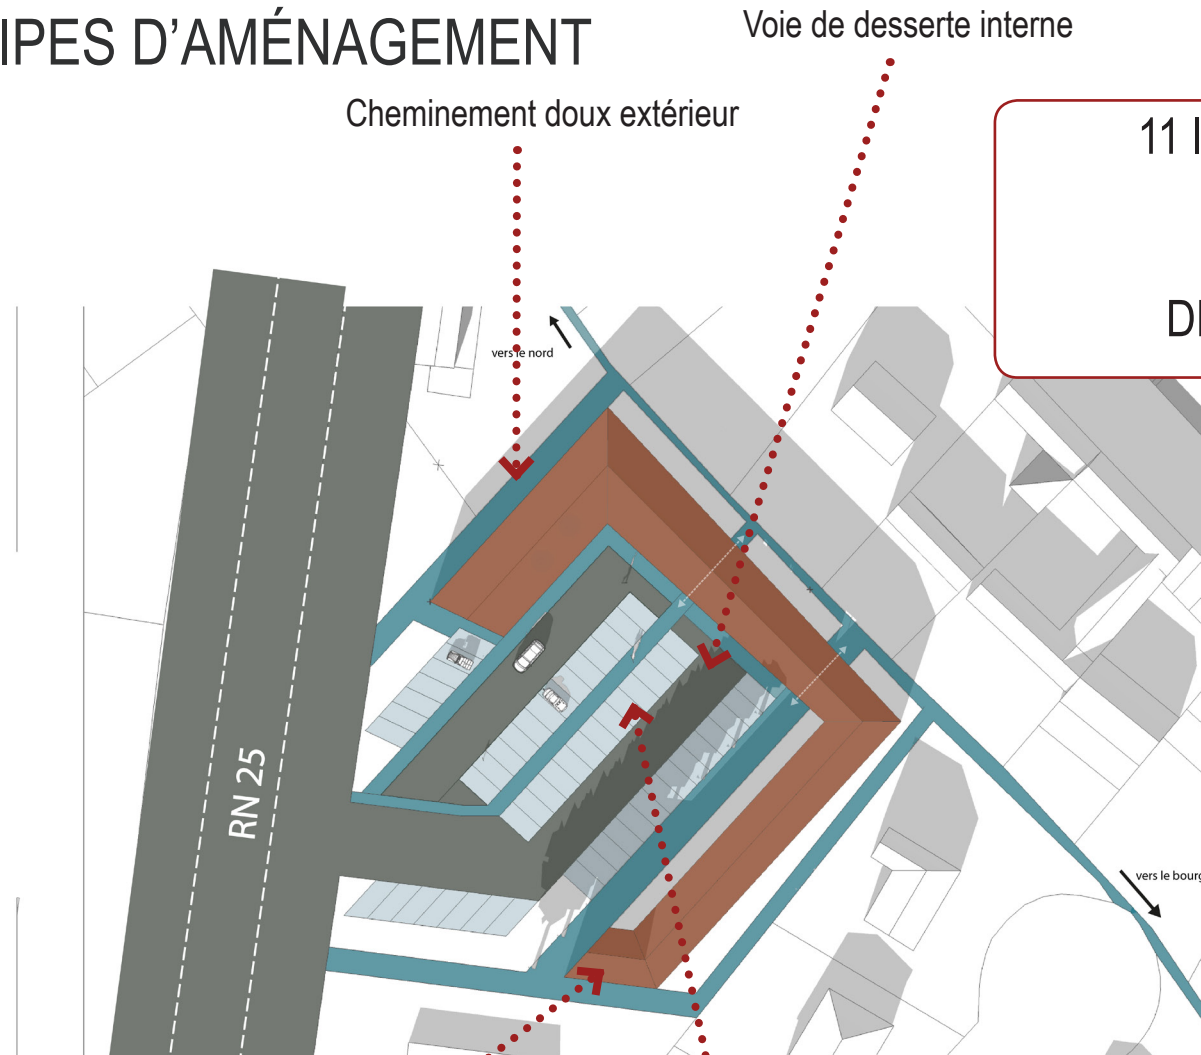 IPES D'AMÉNAGEMENT
Voie de desserte interne
Cheminement doux extérieur
11
vers le nord
RN 25
vers le bourg